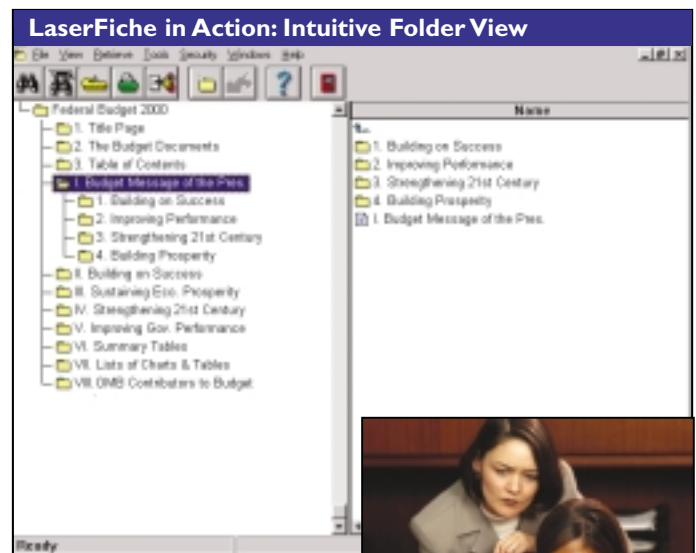 LaserFiche in Action: Intuitive Folder View
File View Retrieve Tools Security Windows Help
Federal Budget 2000
1. Title Page
2. The Budget Documents
3. Table of Contents
I. Budget Message of the Pres.
1. Building on Success
2. Improving Performance
3. Strengthening 21st Century
4. Building Prosperity
II. Building on Success
III. Sustaining Eco. Prosperity
IV. Strengthening 21st Century
V. Improving Gov. Performance
VI. Summary Tables
VII. Lists of Charts & Tables
VIII. OMB Contributors to Budget
Name
1. Building on Success
2. Improving Performance
3. Strengthening 21st Century
4. Building Prosperity
I. Budget Message of the Pres.
Ready